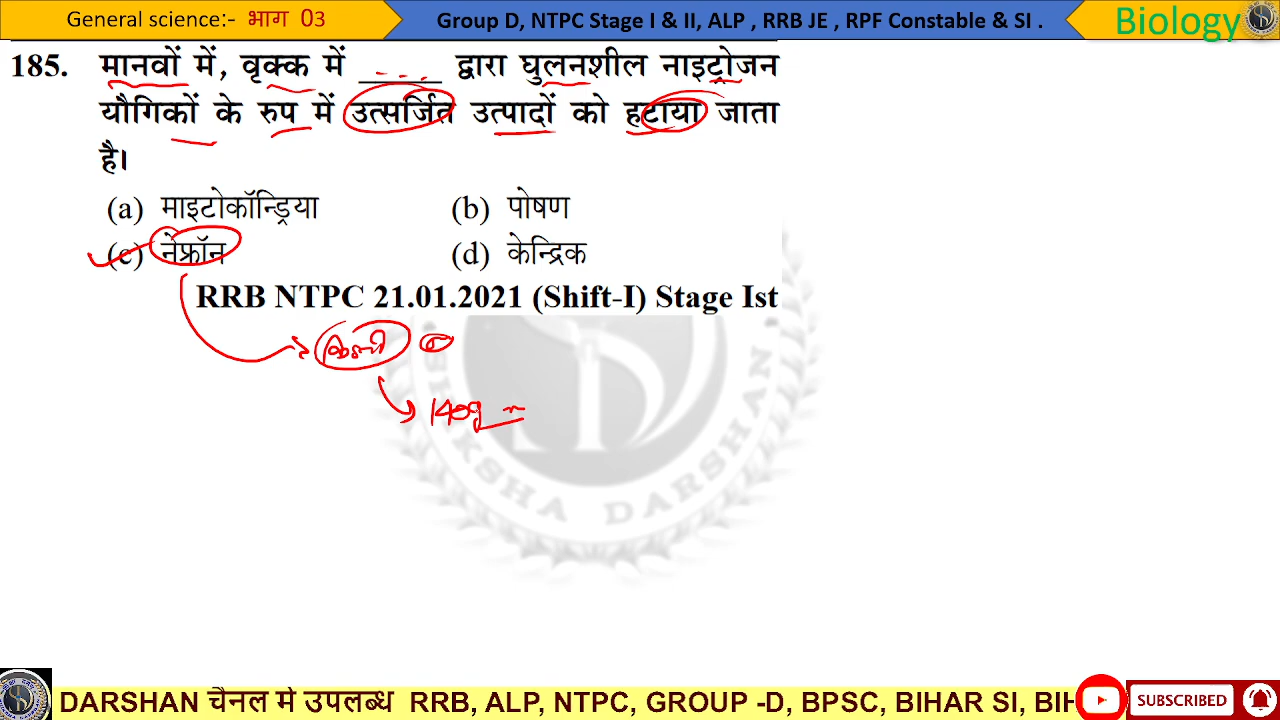 General science:- भाग 03 Group D, NTPC Stage I & II, ALP , RRB JE , RPF Constable & SI . Biology
185. मानवों में, वृक्क में ______ द्वारा घुलनशील नाइट्रोजन
यौगिकों के रुप में उत्सर्जित उत्पादों को हटाया जाता
है।
(a) माइटोकॉन्ड्रिया (b) पोषण
(c) नेफ्रॉन (d) केन्द्रिक
RRB NTPC 21.01.2021 (Shift-I) Stage Ist
किडनी
140g
SHIKSHA DARSHAN
DARSHAN चैनल में उपलब्ध RRB, ALP, NTPC, GROUP -D, BPSC, BIHAR SI, BIH
SUBSCRIBED